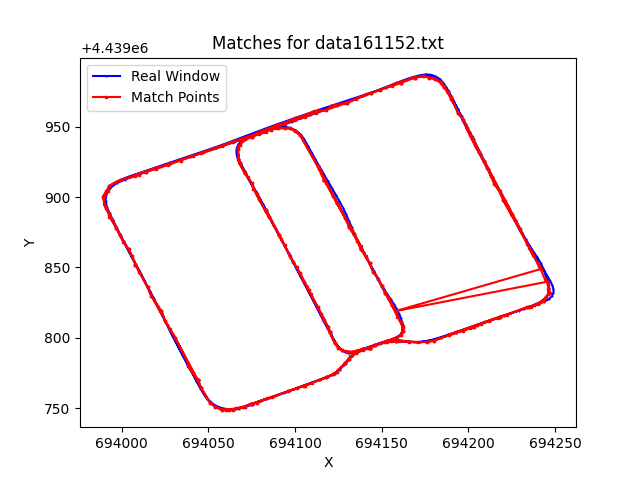 Matches for data161152.txt
+4.439e6
Real Window
Match Points
950
900
850
800
750
Y
694000
694050
694100
694150
694200
694250
X